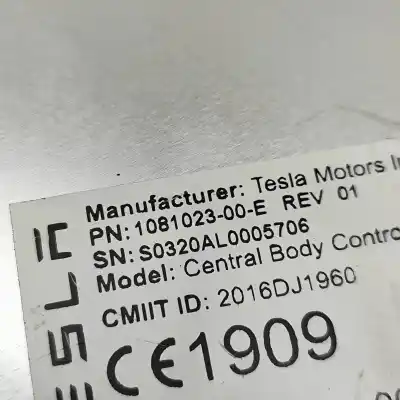 Manufacturer: Tesla Motors
PN: 1081023-00-E REV 01
SN: S0320AL0005706
Model: Central Body
CMIIT ID: 2016DJ1960
CE1909